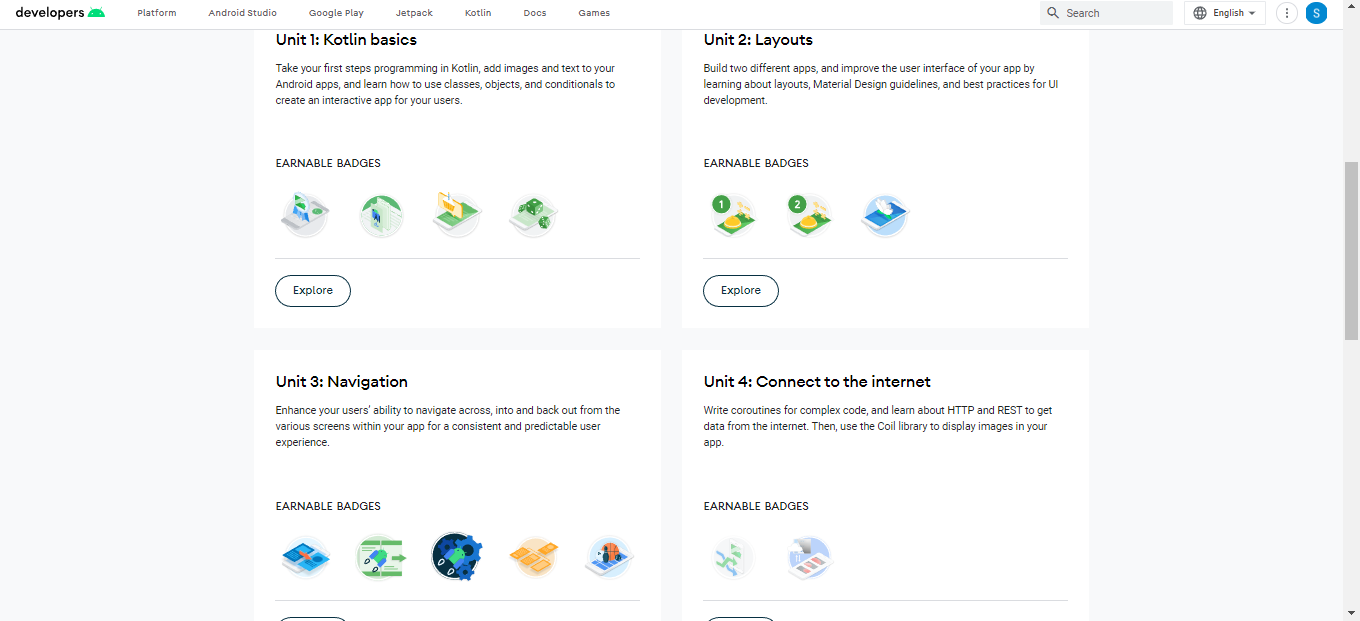 developers Platform Android Studio Google Play Jetpack Kotlin Docs Games Search English S
Unit 1: Kotlin basics
Take your first steps programming in Kotlin, add images and text to your
Android apps, and learn how to use classes, objects, and conditionals to
create an interactive app for your users.
EARNABLE BADGES
Explore
Unit 2: Layouts
Build two different apps, and improve the user interface of your app by
learning about layouts, Material Design guidelines, and best practices for UI
development.
EARNABLE BADGES
1 2
Explore
Unit 3: Navigation
Enhance your users' ability to navigate across, into and back out from the
various screens within your app for a consistent and predictable user
experience.
EARNABLE BADGES
Unit 4: Connect to the internet
Write coroutines for complex code, and learn about HTTP and REST to get
data from the internet. Then, use the Coil library to display images in your
app.
EARNABLE BADGES